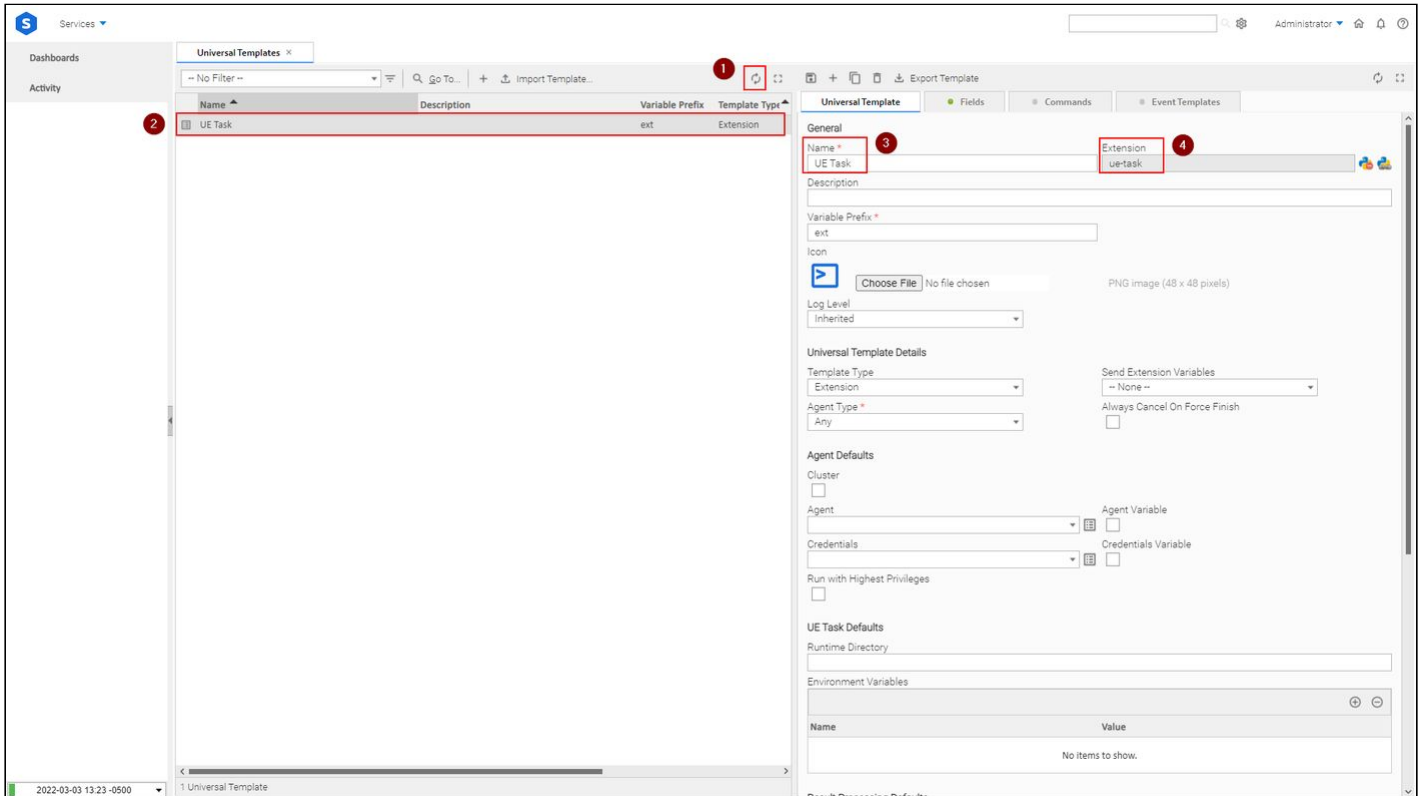 S Services Administrator
Dashboards
Activity
Universal Templates ×
-- No Filter -- Go To... Import Template...
1
Name Description Variable Prefix Template Type
2 UE Task ext Extension
Export Template
Universal Template Fields Commands Event Templates
General
Name * 3 Extension 4
UE Task ue-task
Description
Variable Prefix *
ext
Icon
Choose File No file chosen PNG image (48 x 48 pixels)
Log Level
Inherited
Universal Template Details
Template Type Send Extension Variables
Extension -- None --
Agent Type * Always Cancel On Force Finish
Any
Agent Defaults
Cluster
Agent Agent Variable
Credentials Credentials Variable
Run with Highest Privileges
UE Task Defaults
Runtime Directory
Environment Variables
Name Value
No items to show.
Result Processing Defaults
2022-03-03 13:23 -0500 1 Universal Template